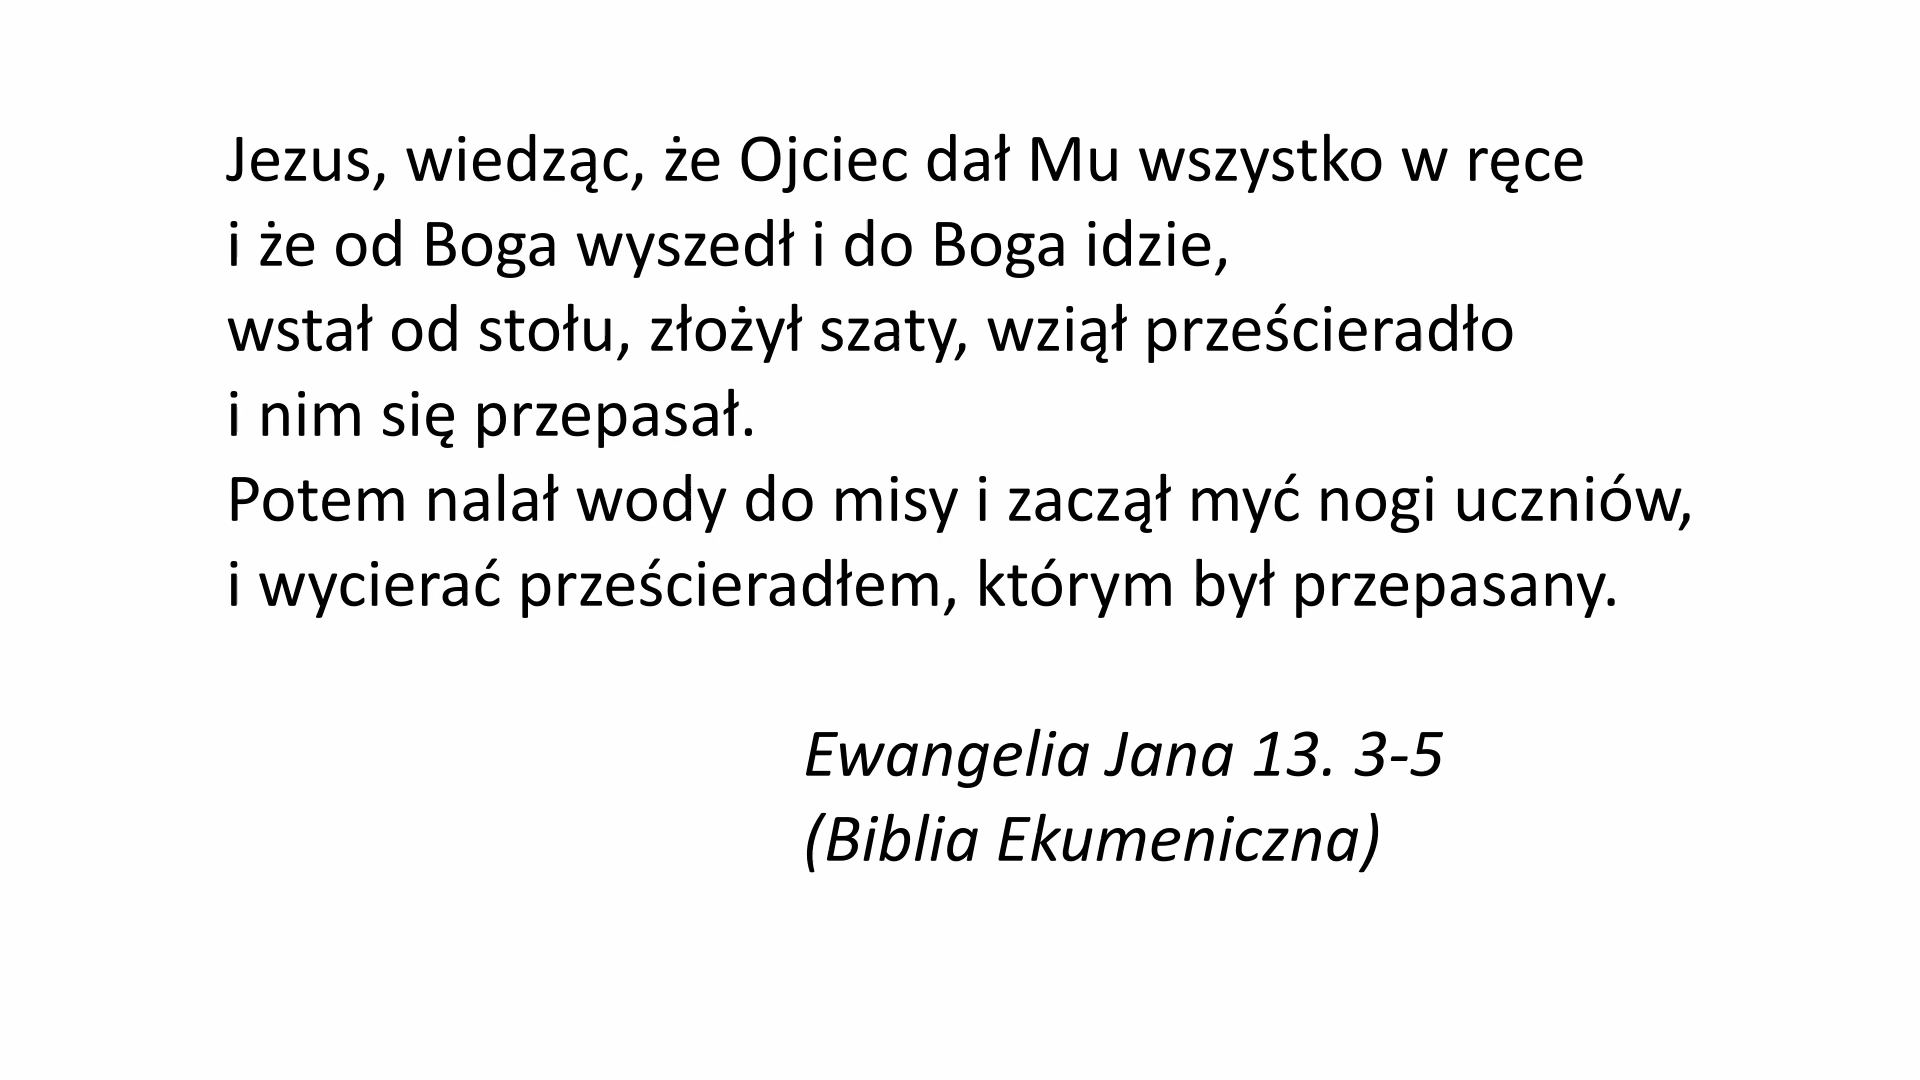 Jezus, wiedząc, że Ojciec dał Mu wszystko w ręce
i że od Boga wyszedł i do Boga idzie,
wstał od stołu, złożył szaty, wziął prześcieradło
i nim się przepasał.
Potem nalał wody do misy i zaczął myć nogi uczniów,
i wycierać prześcieradłem, którym był przepasany.
Ewangelia Jana 13. 3-5
(Biblia Ekumeniczna)